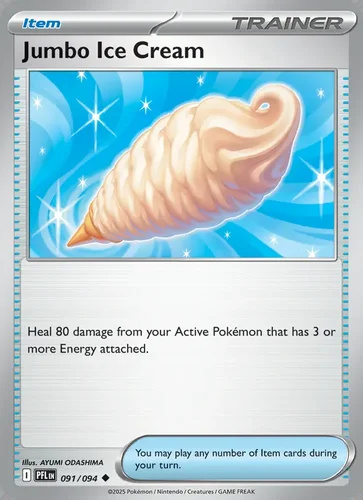 Item
TRAINER
Jumbo Ice Cream
Heal 80 damage from your Active Pokémon that has 3 or
more Energy attached.
Illus. AYUMI ODASHIMA
I PFL EN 091/094
You may play any number of Item cards during
your turn.
©2025 Pokémon / Nintendo / Creatures / GAME FREAK